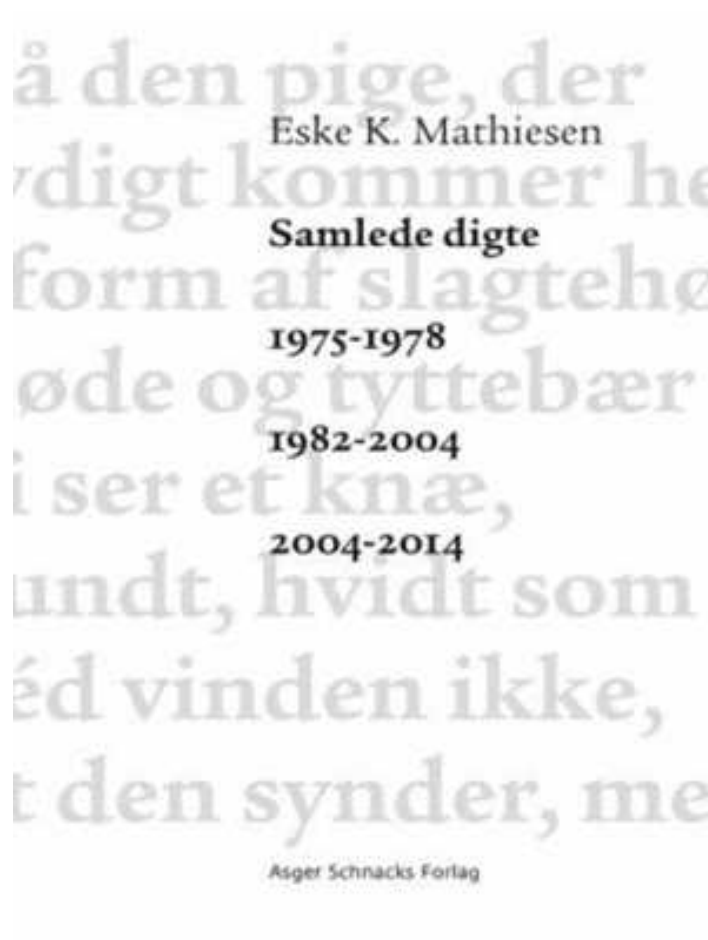 å den pige, der
Eske K. Mathiesen
ydigt kommer he
Samlede digte
form af slagtehø
1975-1978
øde og tyttebær
1982-2004
i ser et knæ,
2004-2014
undt, hvidt som
éd vinden ikke,
t den synder, me
Asger Schnacks Forlag